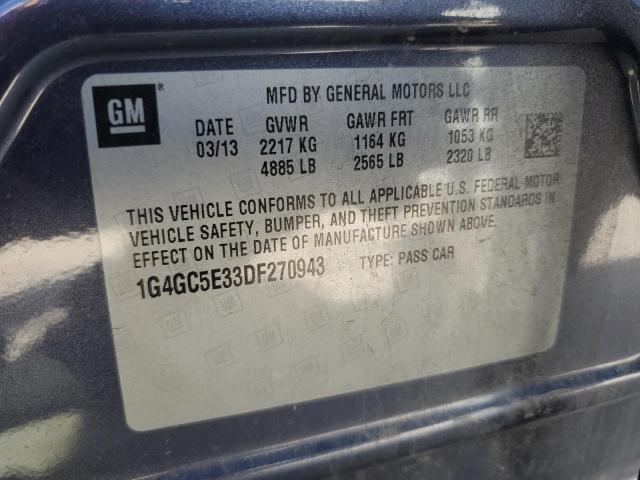 GM
MFD BY GENERAL MOTORS LLC
DATE GVWR GAWR FRT GAWR RR
03/13 2217 KG 1164 KG 1053 KG
4885 LB 2565 LB 2320 LB
THIS VEHICLE CONFORMS TO ALL APPLICABLE U.S. FEDERAL MOTOR
VEHICLE SAFETY, BUMPER, AND THEFT PREVENTION STANDARDS IN
EFFECT ON THE DATE OF MANUFACTURE SHOWN ABOVE.
1G4GC5E33DF270943 TYPE: PASS CAR